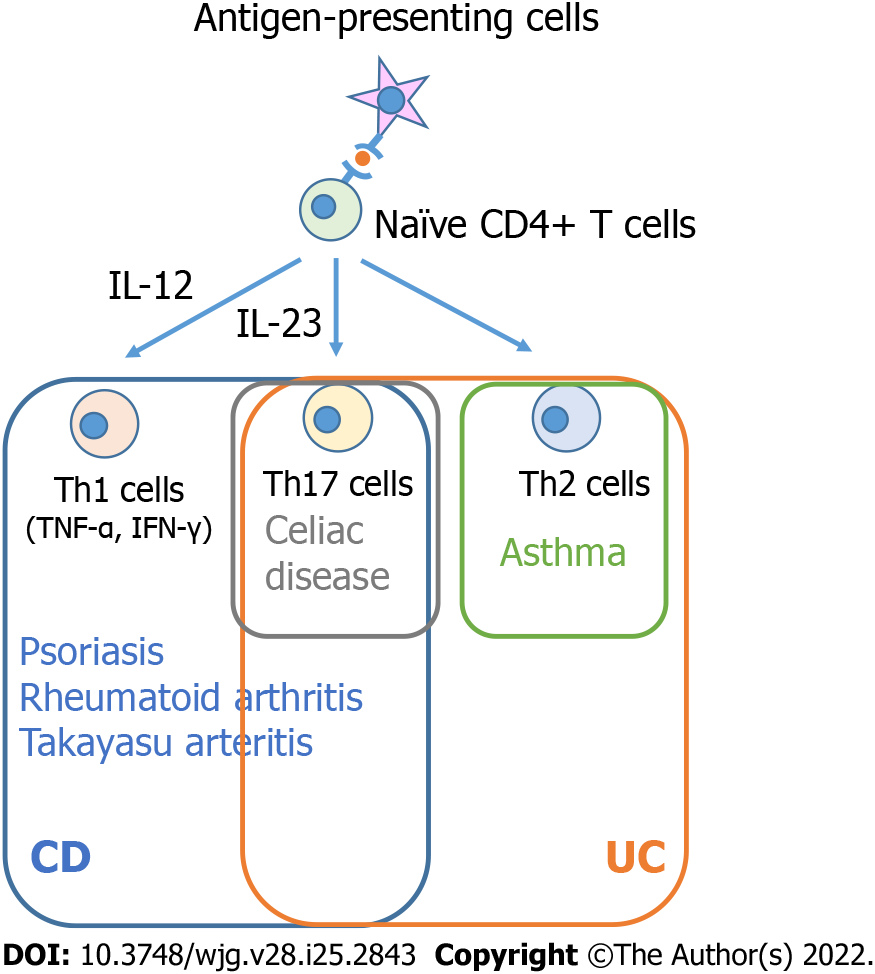 Antigen-presenting cells
Naïve CD4+ T cells
IL-12
IL-23
Th1 cells
(TNF-α, IFN-γ)
Th17 cells
Celiac
disease
Th2 cells
Asthma
Psoriasis
Rheumatoid arthritis
Takayasu arteritis
CD
UC
DOI: 10.3748/wjg.v28.i25.2843 Copyright ©The Author(s) 2022.